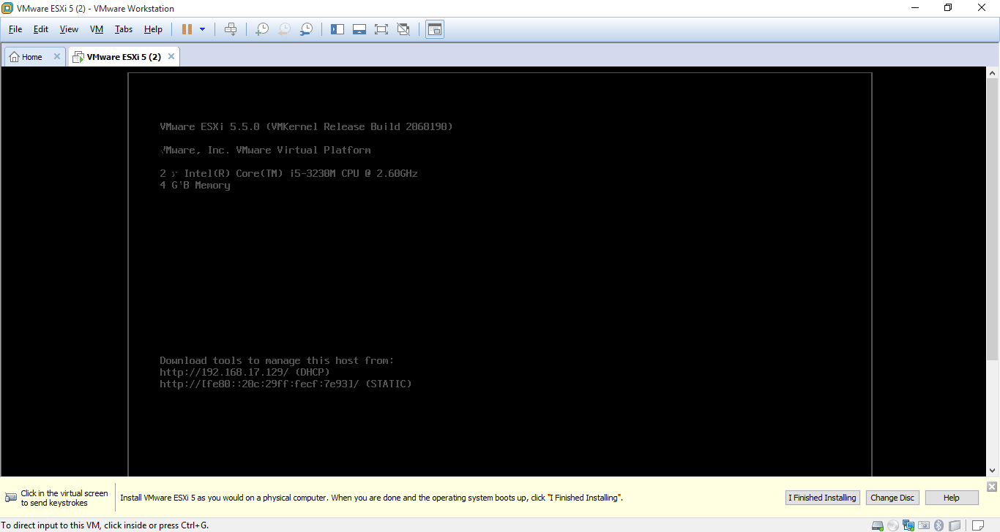 VMware ESXi 5 (2) - VMware Workstation
File Edit View VM Tabs Help
Home VMware ESXi 5 (2)
VMware ESXi 5.5.0 (VMKernel Release Build 2068190)
VMware, Inc. VMware Virtual Platform
2 x Intel(R) Core(TM) i5-3230M CPU @ 2.60GHz
4 GiB Memory
Download tools to manage this host from:
http://192.168.17.129/ (DHCP)
http://[fe80::20c:29ff:fecf:7e93]/ (STATIC)
Click in the virtual screen
to send keystrokes
Install VMware ESXi 5 as you would on a physical computer. When you are done and the operating system boots up, click "I Finished Installing".
I Finished Installing Change Disc Help
To direct input to this VM, click inside or press Ctrl+G.